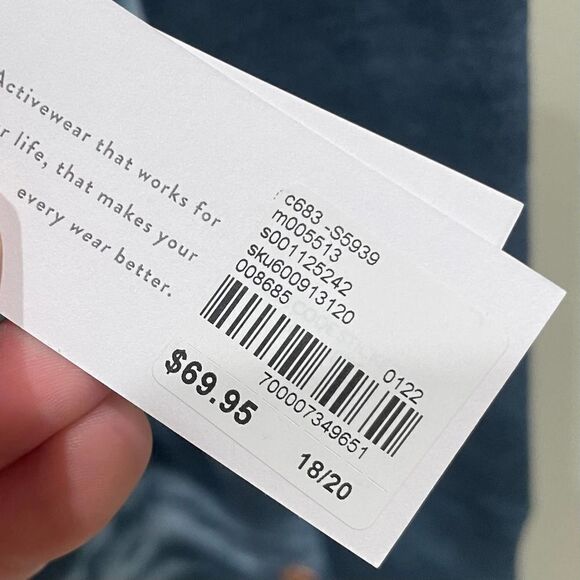 Activewear that works for
r life, that makes your
every wear better.
c683 -S5939
m005513
s001125242
sku600913120
008685
0122
700007349651
$69.95
18/20